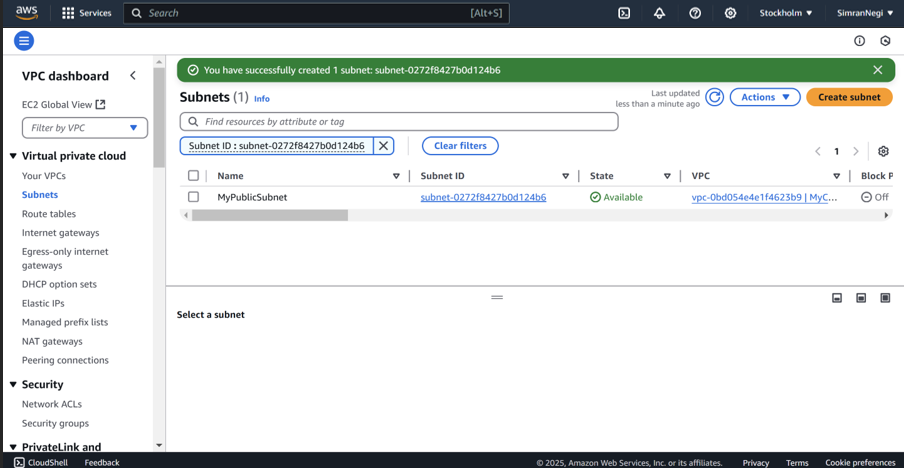 aws
Services
Search
[Alt+S]
Stockholm
SimranNegi
VPC dashboard
EC2 Global View
Filter by VPC
Virtual private cloud
Your VPCs
Subnets
Route tables
Internet gateways
Egress-only internet
gateways
DHCP option sets
Elastic IPs
Managed prefix lists
NAT gateways
Peering connections
Security
Network ACLs
Security groups
PrivateLink and
You have successfully created 1 subnet: subnet-0272f8427b0d124b6
Subnets (1) Info
Last updated
less than a minute ago
Actions
Create subnet
Find resources by attribute or tag
Subnet ID : subnet-0272f8427b0d124b6
Clear filters
1
Name Subnet ID State VPC Block P
MyPublicSubnet subnet-0272f8427b0d124b6 Available vpc-0bd054e4e1f4623b9 | MyC... Off
Select a subnet
CloudShell Feedback © 2025, Amazon Web Services, Inc. or its affiliates. Privacy Terms Cookie preferences